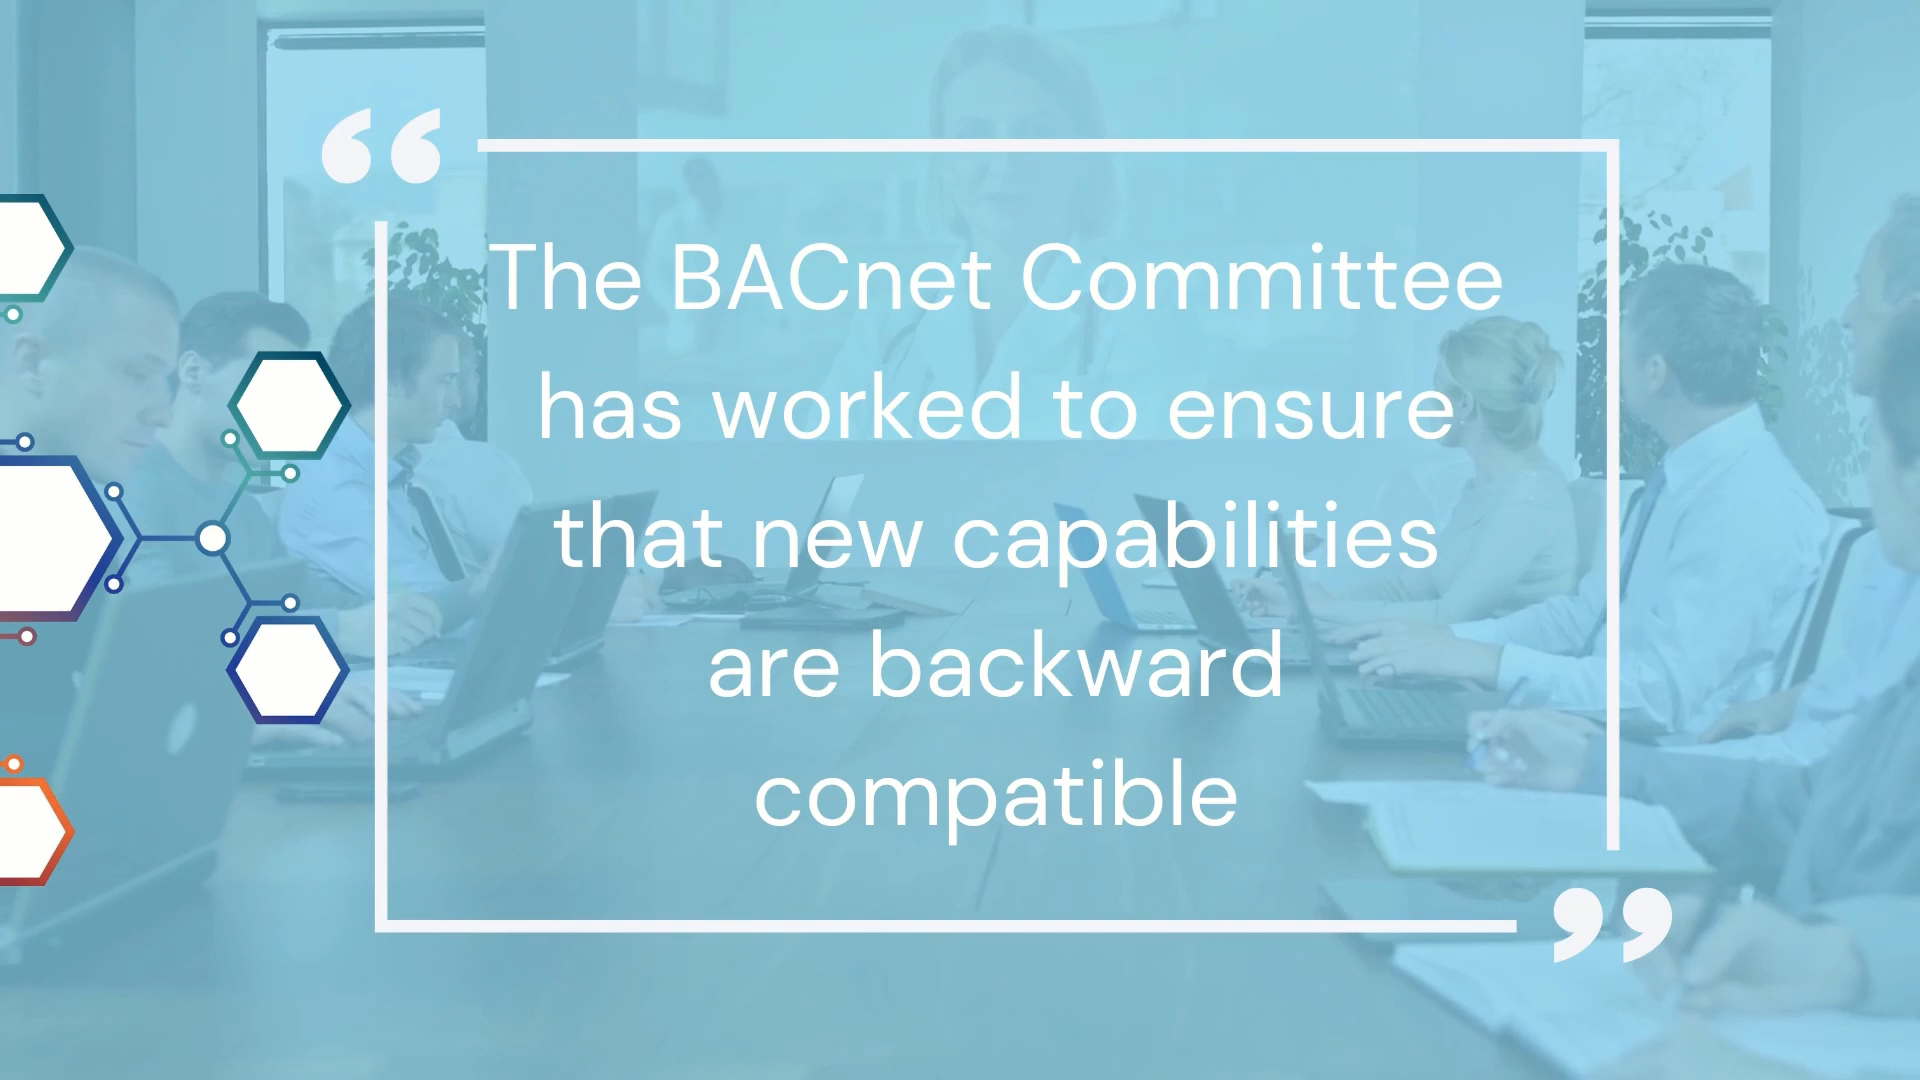 “
The BACnet Committee
has worked to ensure
that new capabilities
are backward
compatible
”